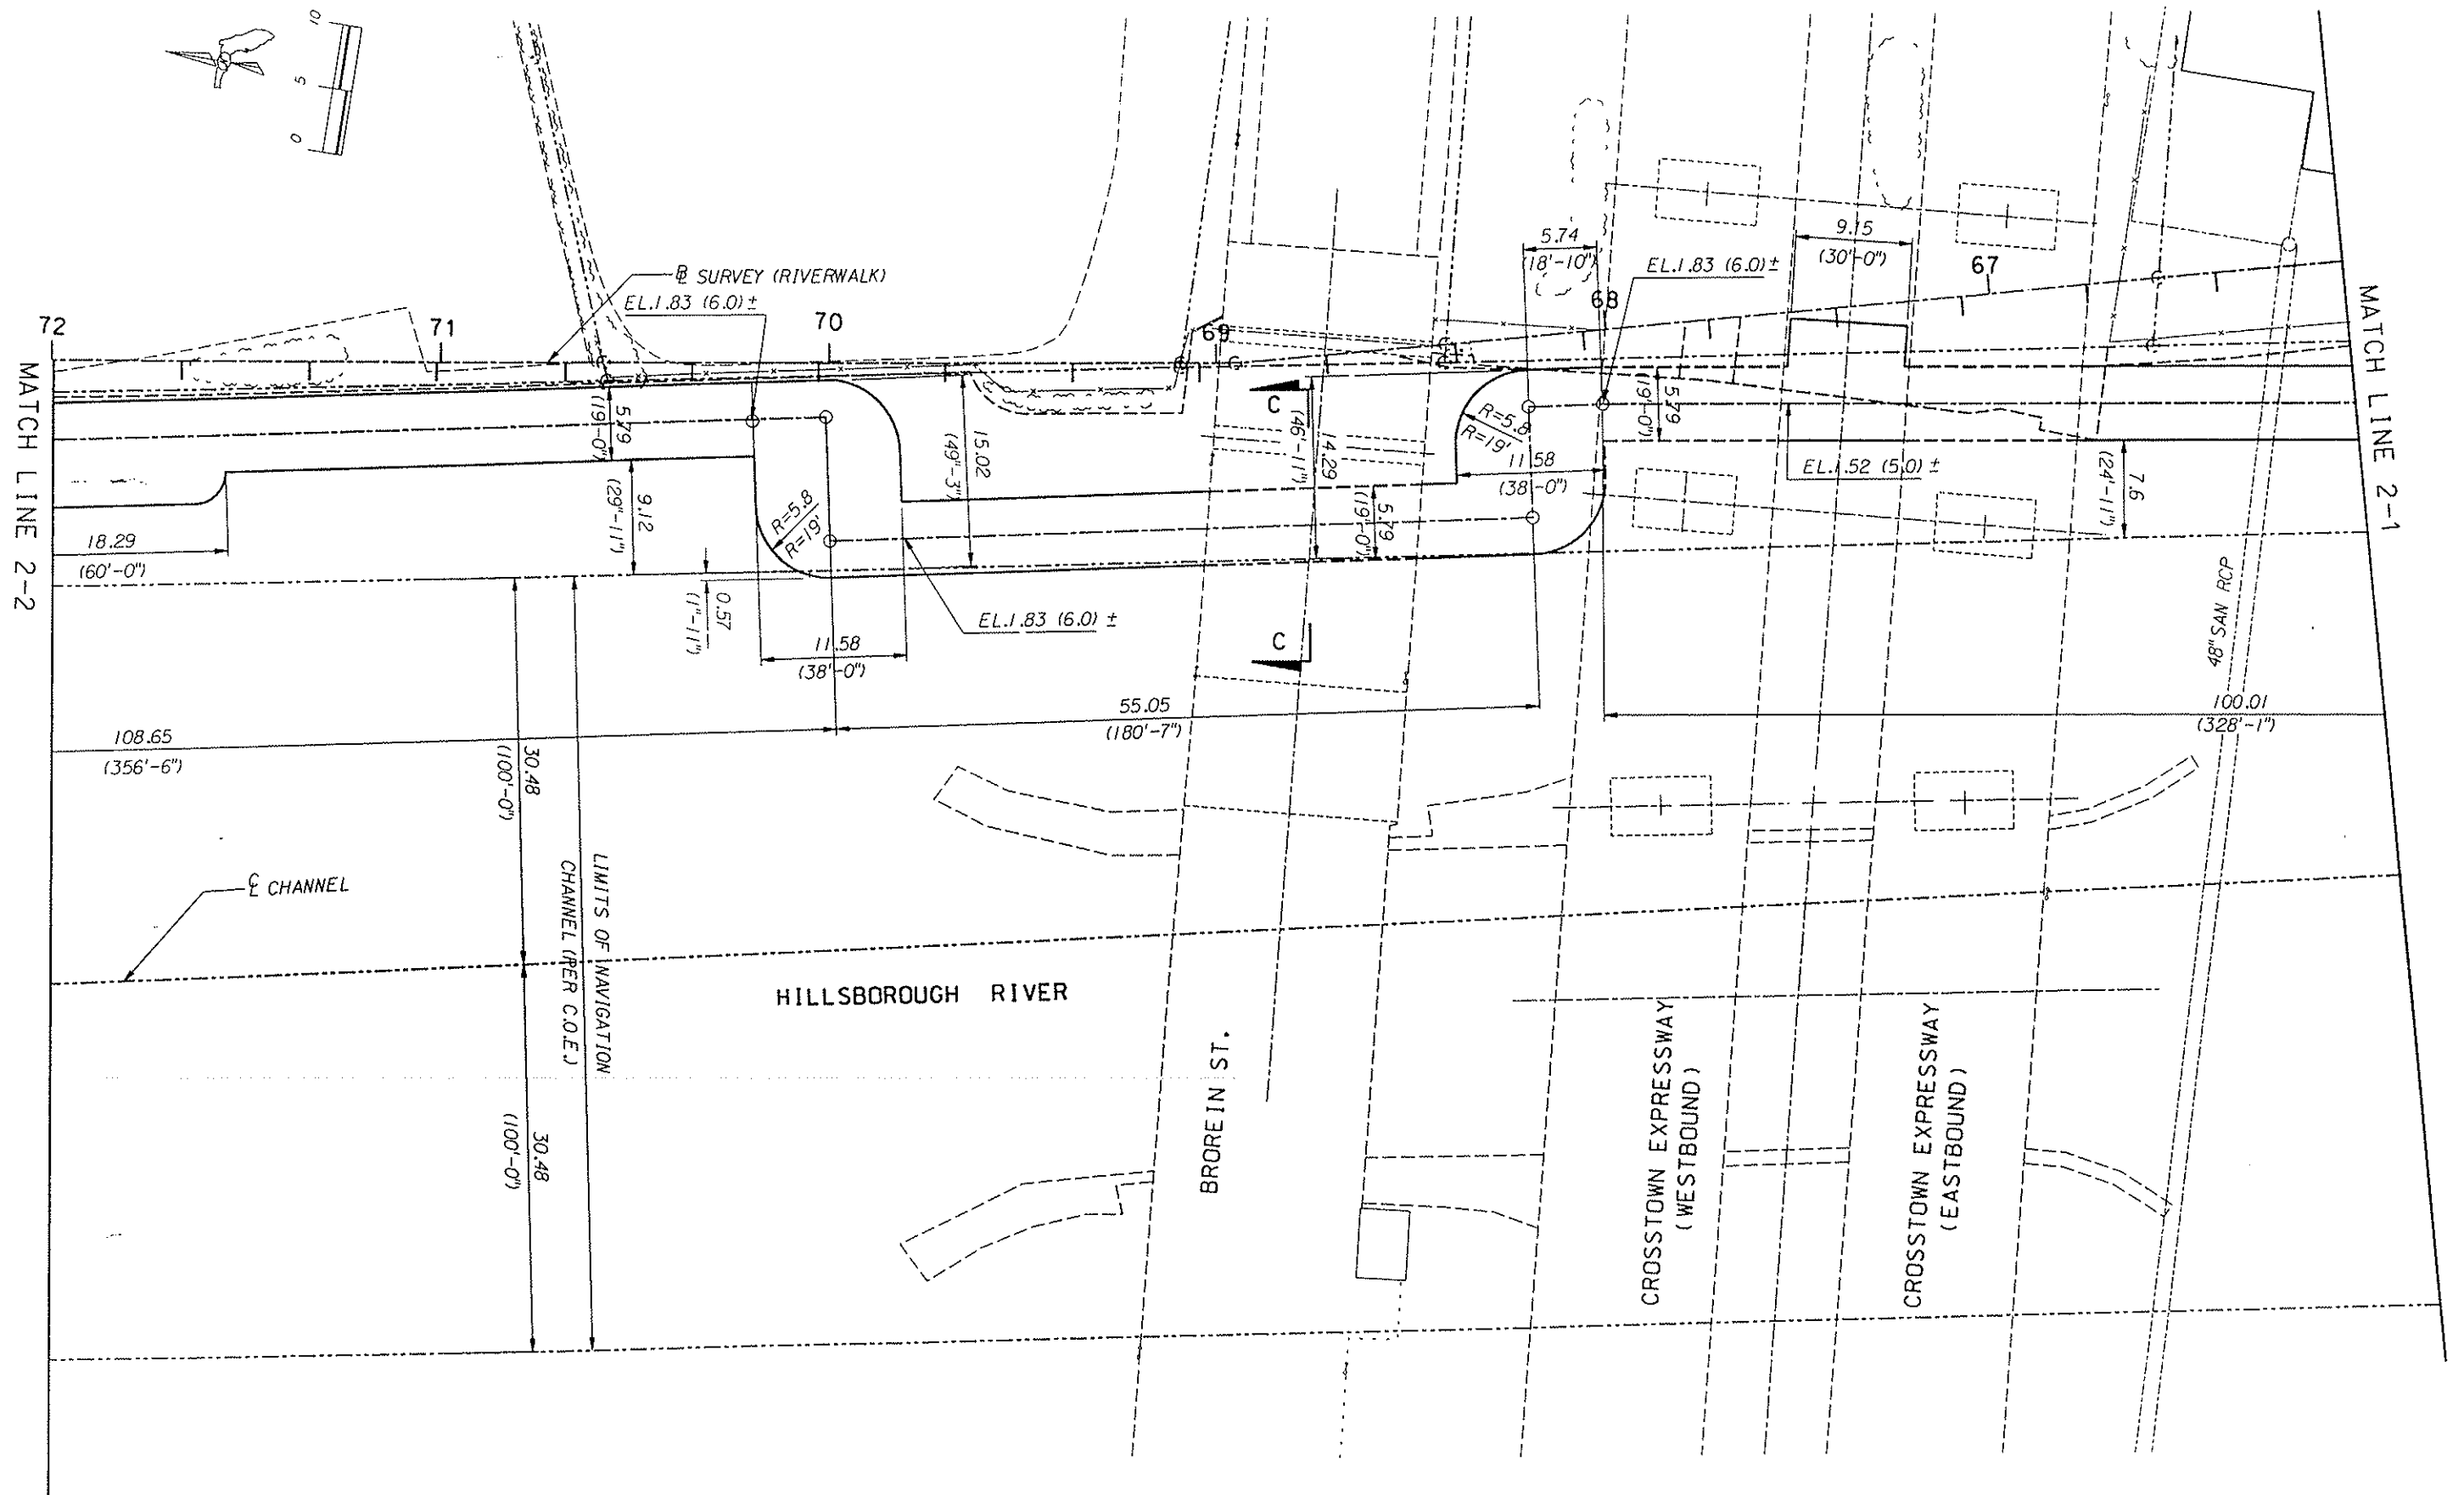 10
5
0
℄ SURVEY (RIVERWALK)
EL.1.83 (6.0) ±
72
71
70
69
68
67
5.74
(18'-10")
EL.1.83 (6.0) ±
9.15
(30'-0")
MATCH LINE 2-2
MATCH LINE 2-1
5.79
(19'-0")
15.02
(49'-3")
C
14.29
(46'-11")
R=5.8
R=19'
5.79
(19'-0")
11.58
(38'-0")
EL.1.52 (5.0) ±
7.6
(24'-11")
18.29
(60'-0")
9.12
(29'-11")
R=5.8
R=19'
5.79
(19'-0")
0.57
(1'-11")
EL.1.83 (6.0) ±
11.58
(38'-0")
C
48" SAN RCP
108.65
(356'-6")
55.05
(180'-7")
100.01
(328'-1")
30.48
(100'-0")
LIMITS OF NAVIGATION
CHANNEL (PER C.O.E.)
℄ CHANNEL
HILLSBOROUGH RIVER
30.48
(100'-0")
BROREIN ST.
CROSSTOWN EXPRESSWAY
(WESTBOUND)
CROSSTOWN EXPRESSWAY
(EASTBOUND)